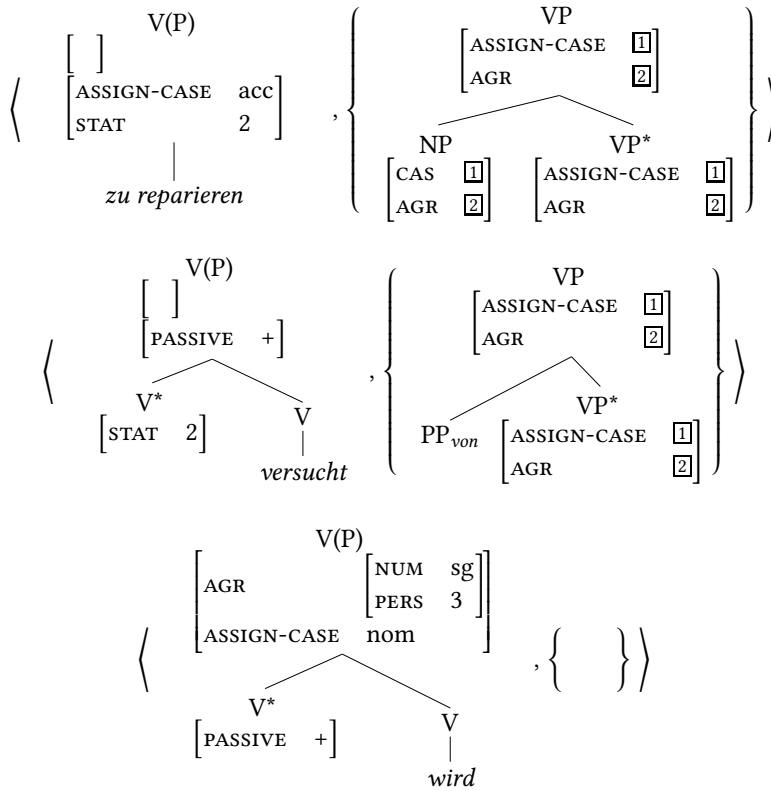 V(P)
[ ]
[ASSIGN-CASE acc
STAT 2]
zu reparieren
VP
[ASSIGN-CASE 1
AGR 2]
NP
[CAS 1
AGR 2]
VP*
[ASSIGN-CASE 1
AGR 2]
V(P)
[ ]
[PASSIVE +]
V*
[STAT 2]
V
versucht
VP
[ASSIGN-CASE 1
AGR 2]
PPvon
VP*
[ASSIGN-CASE 1
AGR 2]
V(P)
[AGR [NUM sg
PERS 3]
ASSIGN-CASE nom]
V*
[PASSIVE +]
V
wird
, { }